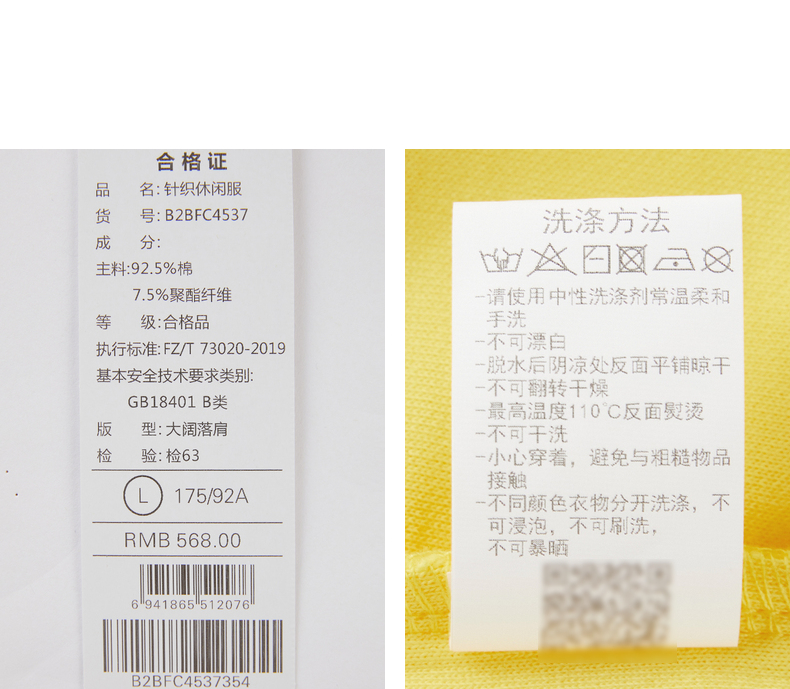 合格证
品 名:针织休闲服
货 号:B2BFC4537
成 分:
主料:92.5%棉
7.5%聚酯纤维
等 级:合格品
执行标准:FZ/T 73020-2019
基本安全技术要求类别:
GB18401 B类
版 型:大阔落肩
检 验:检63
L 175/92A
RMB 568.00
6 941865 512076
B2BFC4537354
洗涤方法
-请使用中性洗涤剂常温柔和
手洗
-不可漂白
-脱水后阴凉处反面平铺晾干
-不可翻转干燥
-最高温度110℃反面熨烫
-不可干洗
-小心穿着，避免与粗糙物品
接触
-不同颜色衣物分开洗涤，不
可浸泡，不可刷洗，
不可暴晒